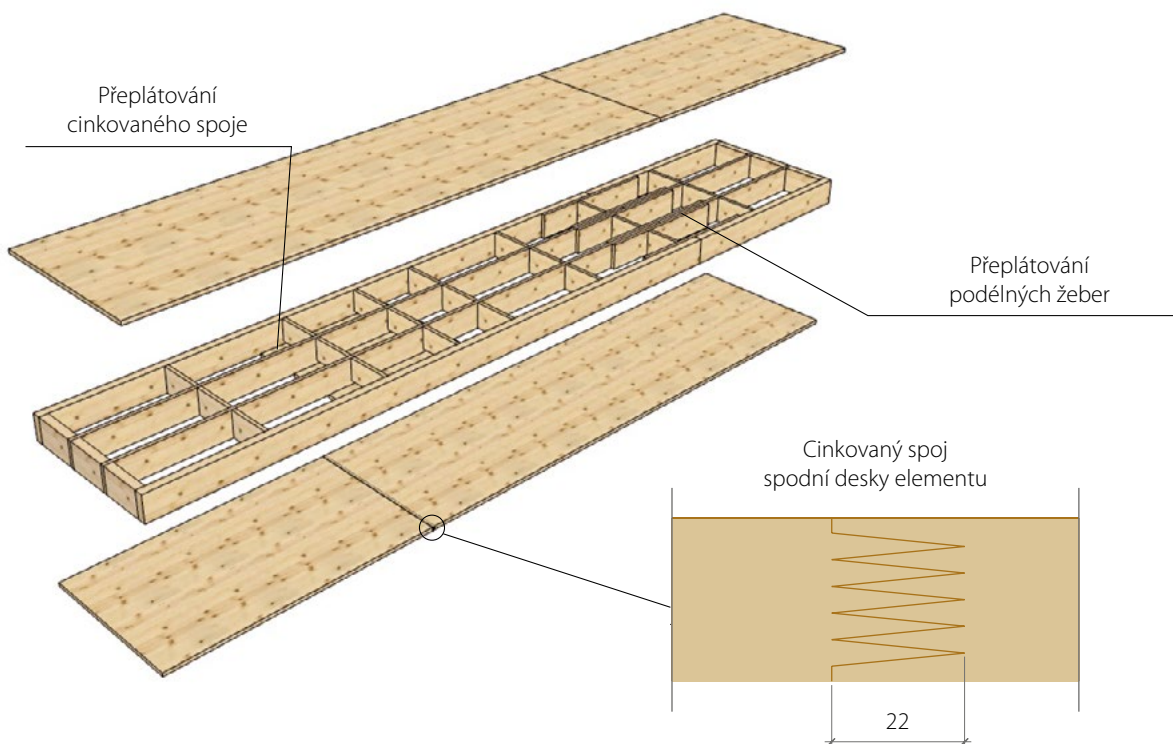 Přeplátování
cinkovaného spoje
Přeplátování
podélných žeber
Cinkovaný spoj
spodní desky elementu
22